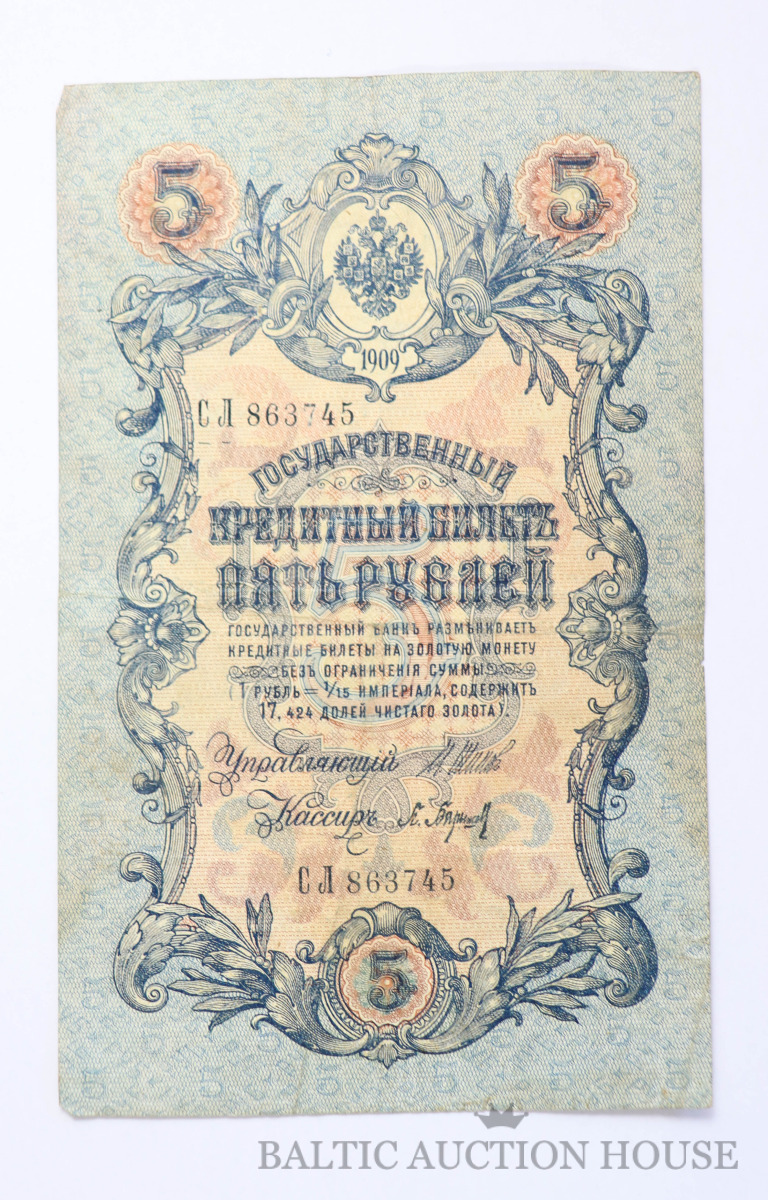 5 5
1909
СЛ 863745
ГОСУДАРСТВЕННЫЙ
КРЕДИТНЫЙ БИЛЕТЪ
ПЯТЬ РУБЛЕЙ
ГОСУДАРСТВЕННЫЙ БАНКЪ РАЗМѢНИВАЕТЪ
КРЕДИТНЫЕ БИЛЕТЫ НА ЗОЛОТУЮ МОНЕТУ
БЕЗЪ ОГРАНИЧЕНІЯ СУММЫ
(1 РУБЛЬ = 1/15 ИМПЕРІАЛА, СОДЕРЖИТЪ
17,424 ДОЛЕЙ ЧИСТАГО ЗОЛОТА).
Управляющій
Кассиръ
СЛ 863745
5
BALTIC AUCTION HOUSE